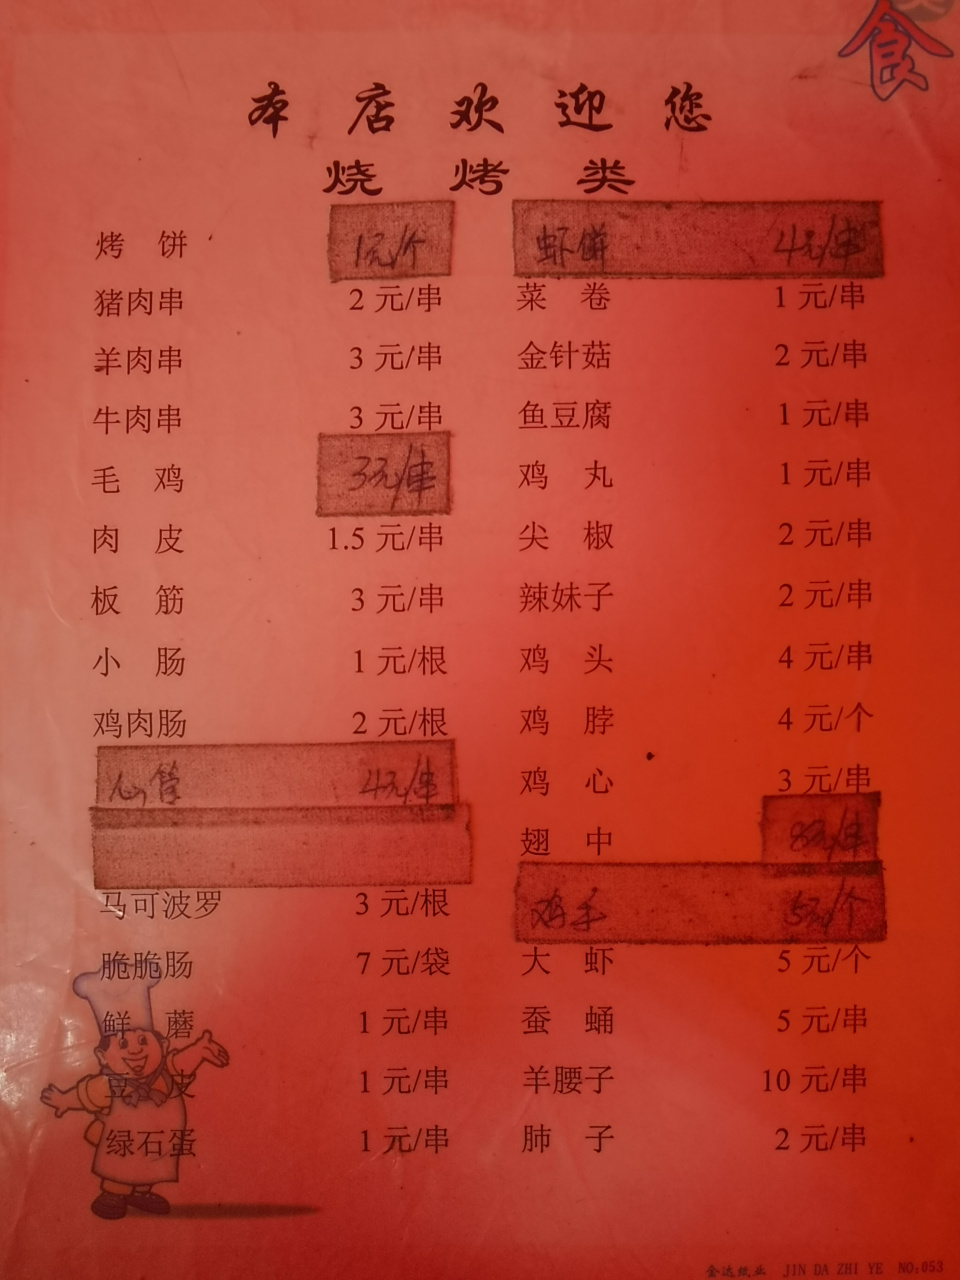 食
本店欢迎您
烧烤类
烤饼 1元/个
猪肉串 2元/串
羊肉串 3元/串
牛肉串 3元/串
毛鸡 3元/串
肉皮 1.5元/串
板筋 3元/串
小肠 1元/根
鸡肉肠 2元/根
心管 4元/串
马可波罗 3元/根
脆脆肠 7元/袋
鲜蘑 1元/串
豆皮 1元/串
绿石蛋 1元/串
虾饼 4元/串
菜卷 1元/串
金针菇 2元/串
鱼豆腐 1元/串
鸡丸 1元/串
尖椒 2元/串
辣妹子 2元/串
鸡头 4元/串
鸡脖 4元/个
鸡心 3元/串
翅中 8元/串
鸡手 5元/个
大虾 5元/个
蚕蛹 5元/串
羊腰子 10元/串
肺子 2元/串
金达纸业 JIN DA ZHI YE NO:053